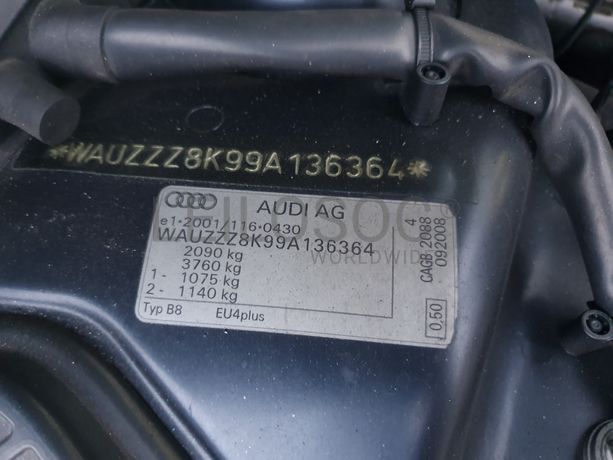 *WAUZZZ8K99A136364*
AUDI AG
e1*2001/116*0430
WAUZZZ8K99A136364
2090 kg
3760 kg
1- 1075 kg
2- 1140 kg
Typ B8 EU4plus
4
CAGB 2088
092008
0,50
WORLDWIDE